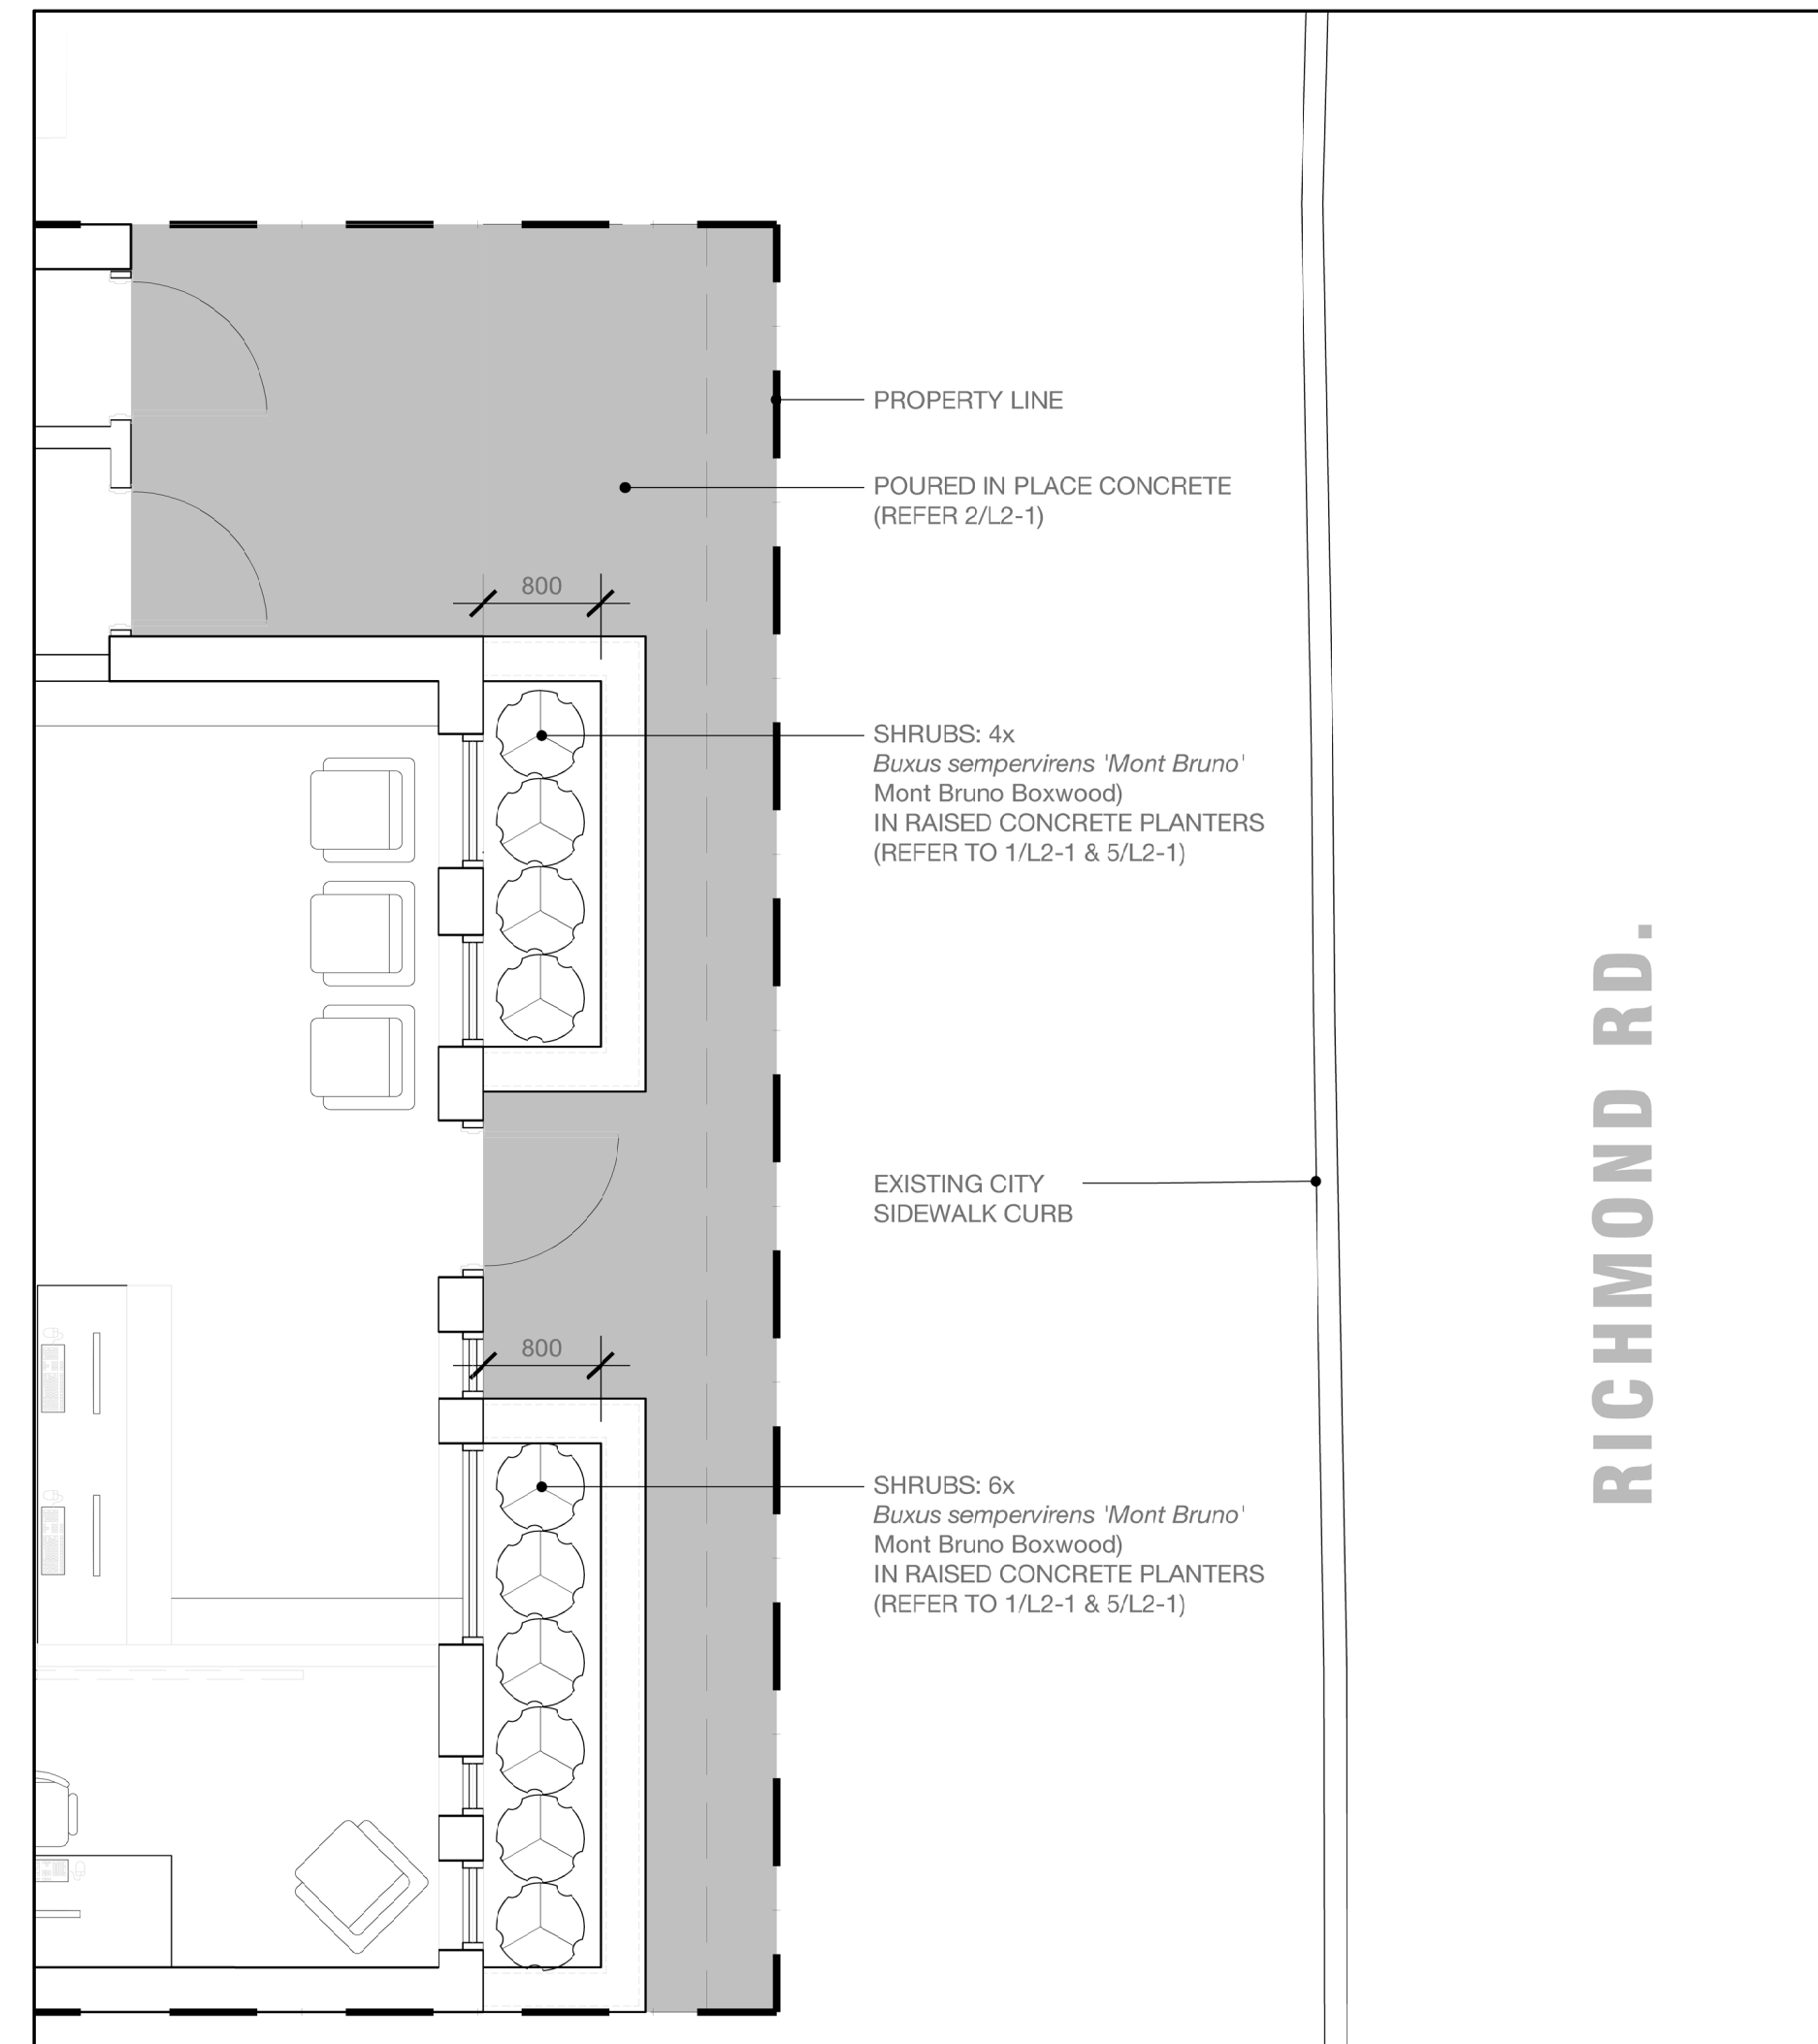 PROPERTY LINE
POURED IN PLACE CONCRETE
(REFER 2/L2-1)
800
SHRUBS: 4x
Buxus sempervirens 'Mont Bruno'
Mont Bruno Boxwood)
IN RAISED CONCRETE PLANTERS
(REFER TO 1/L2-1 & 5/L2-1)
EXISTING CITY
SIDEWALK CURB
RICHMOND RD.
800
SHRUBS: 6x
Buxus sempervirens 'Mont Bruno'
Mont Bruno Boxwood)
IN RAISED CONCRETE PLANTERS
(REFER TO 1/L2-1 & 5/L2-1)